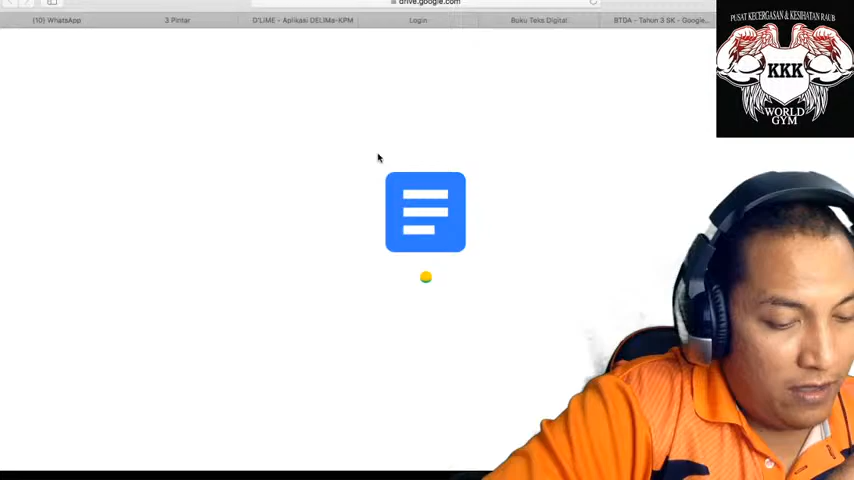 drive.google.com
(10) WhatsApp
3 Pintar
D'LIME - Aplikasi DELIMa-KPM
Login
Buku Teks Digital
BTDA - Tahun 3 SK - Google...
PUSAT KECERGASAN & KESIHATAN RAUB
KKK
WORLD
GYM